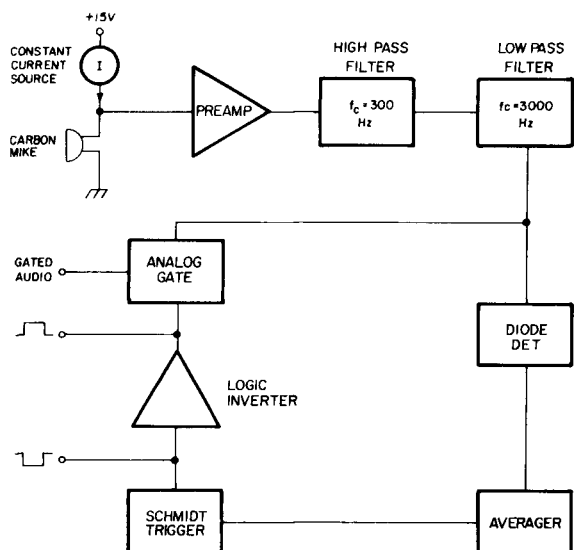 +15V
CONSTANT
CURRENT
SOURCE
I
CARBON
MIKE
PREAMP
HIGH PASS
FILTER
fc = 300
Hz
LOW PASS
FILTER
fc = 3000
Hz
GATED
AUDIO
ANALOG
GATE
DIODE
DET
LOGIC
INVERTER
SCHMIDT
TRIGGER
AVERAGER